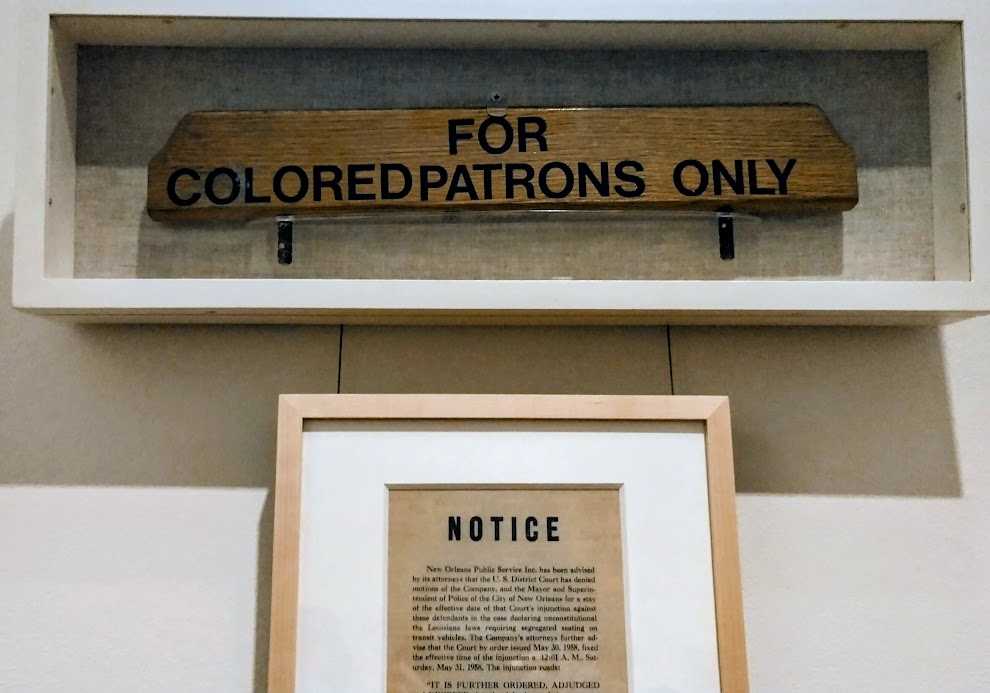 FOR
COLORED PATRONS ONLY
NOTICE
New Orleans Public Service Inc. has been advised
by its attorneys that the U. S. District Court has denied
motions of the Company, and the Mayor and Superin-
tendent of Police of the City of New Orleans for a stay
of the effective date of that Court's injunction against
these defendants in the case declaring unconstitutional
the Louisiana laws requiring segregated seating on
transit vehicles. The Company's attorneys further ad-
vise that the Court by order issued May 30, 1958, fixed
the effective time of the injunction a 12:01 A. M., Sat-
urday, May 31, 1958. The injunction reads:
"IT IS FURTHER ORDERED, ADJUDGED